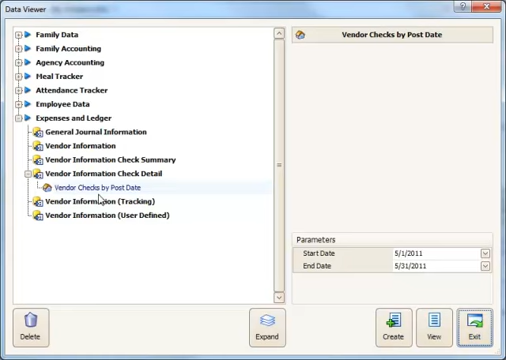 Data Viewer
Family Data
Family Accounting
Agency Accounting
Meal Tracker
Attendance Tracker
Employee Data
Expenses and Ledger
General Journal Information
Vendor Information
Vendor Information Check Summary
Vendor Information Check Detail
Vendor Checks by Post Date
Vendor Information (Tracking)
Vendor Information (User Defined)
Vendor Checks by Post Date
Parameters
Start Date 5/1/2011
End Date 5/31/2011
Delete
Expand
Create
View
Exit